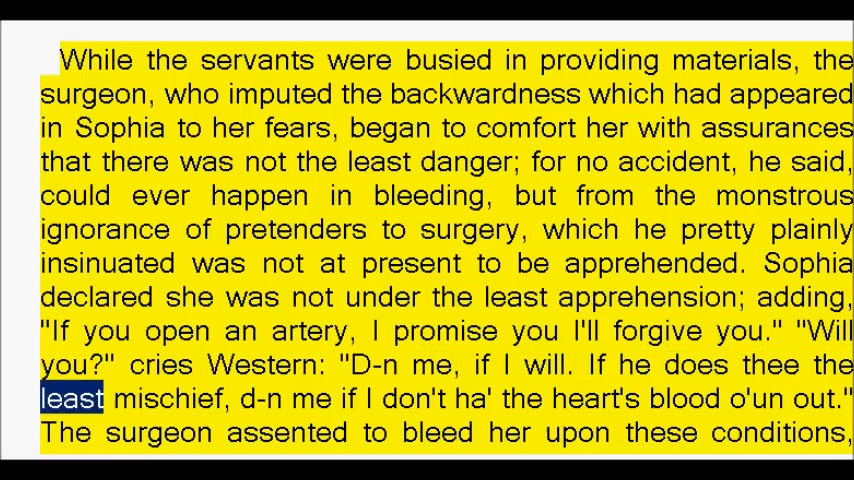 While the servants were busied in providing materials, the
surgeon, who imputed the backwardness which had appeared
in Sophia to her fears, began to comfort her with assurances
that there was not the least danger; for no accident, he said,
could ever happen in bleeding, but from the monstrous
ignorance of pretenders to surgery, which he pretty plainly
insinuated was not at present to be apprehended. Sophia
declared she was not under the least apprehension; adding,
"If you open an artery, I promise you I'll forgive you." "Will
you?" cries Western: "D-n me, if I will. If he does thee the
least mischief, d-n me if I don't ha' the heart's blood o'un out."
The surgeon assented to bleed her upon these conditions,